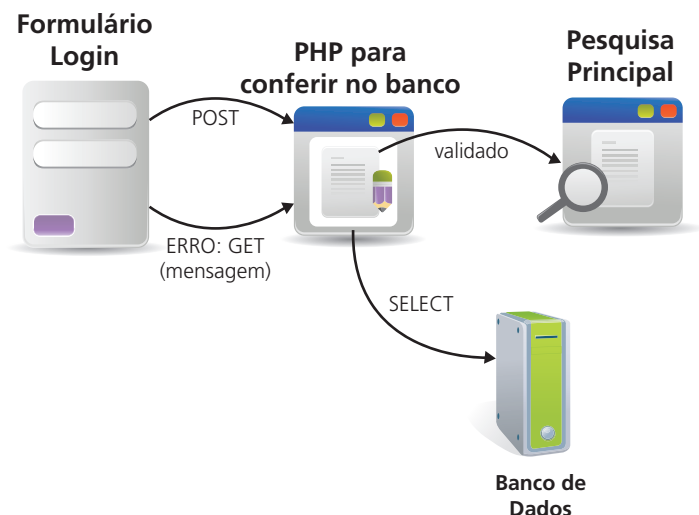 Formulário
Login
PHP para
conferir no banco
Pesquisa
Principal
POST
validado
ERRO: GET
(mensagem)
SELECT
Banco de
Dados